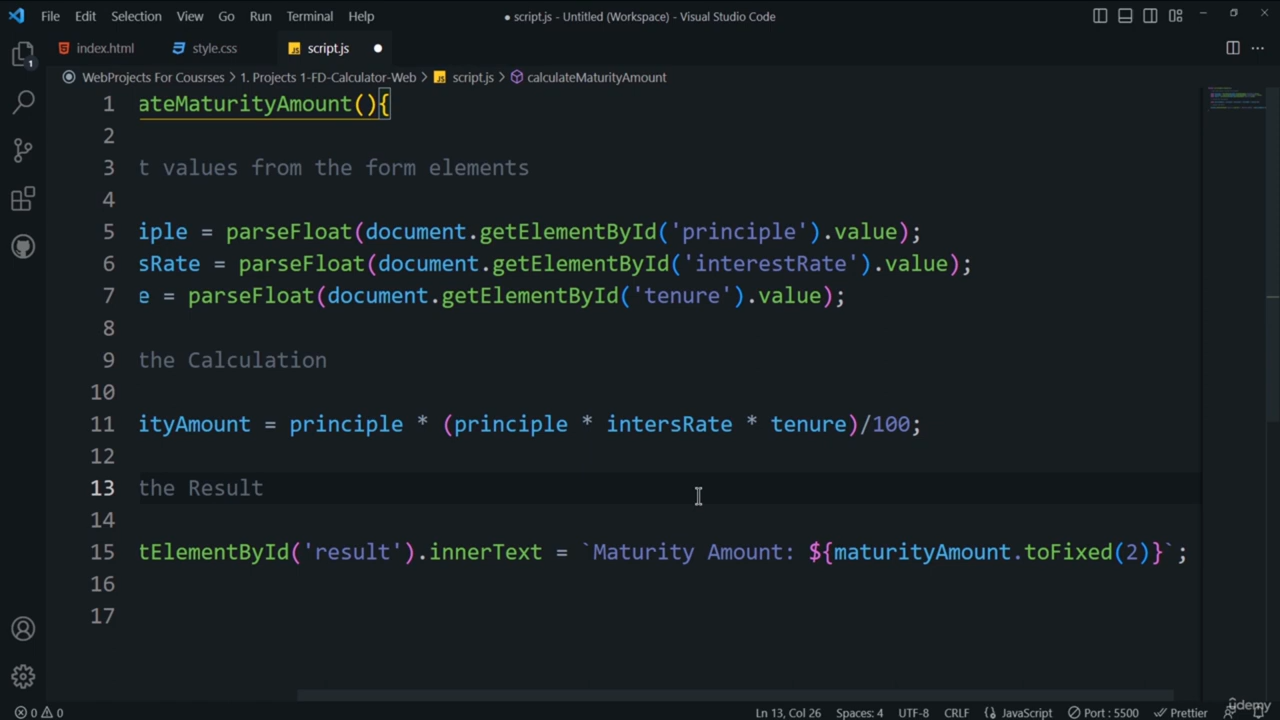 File Edit Selection View Go Run Terminal Help ● script.js - Untitled (Workspace) - Visual Studio Code
index.html style.css JS script.js
WebProjects For Cousrses > 1. Projects 1-FD-Calculator-Web > JS script.js > calculateMaturityAmount
1 ateMaturityAmount(){
2
3 t values from the form elements
4
5 iple = parseFloat(document.getElementById('principle').value);
6 sRate = parseFloat(document.getElementById('interestRate').value);
7 e = parseFloat(document.getElementById('tenure').value);
8
9 the Calculation
10
11 ityAmount = principle * (principle * intersRate * tenure)/100;
12
13 the Result
14
15 tElementById('result').innerText = `Maturity Amount: ${maturityAmount.toFixed(2)}`;
16
17
1
0 0 Ln 13, Col 26 Spaces: 4 UTF-8 CRLF {} JavaScript Port : 5500 Prettier
ûdemy